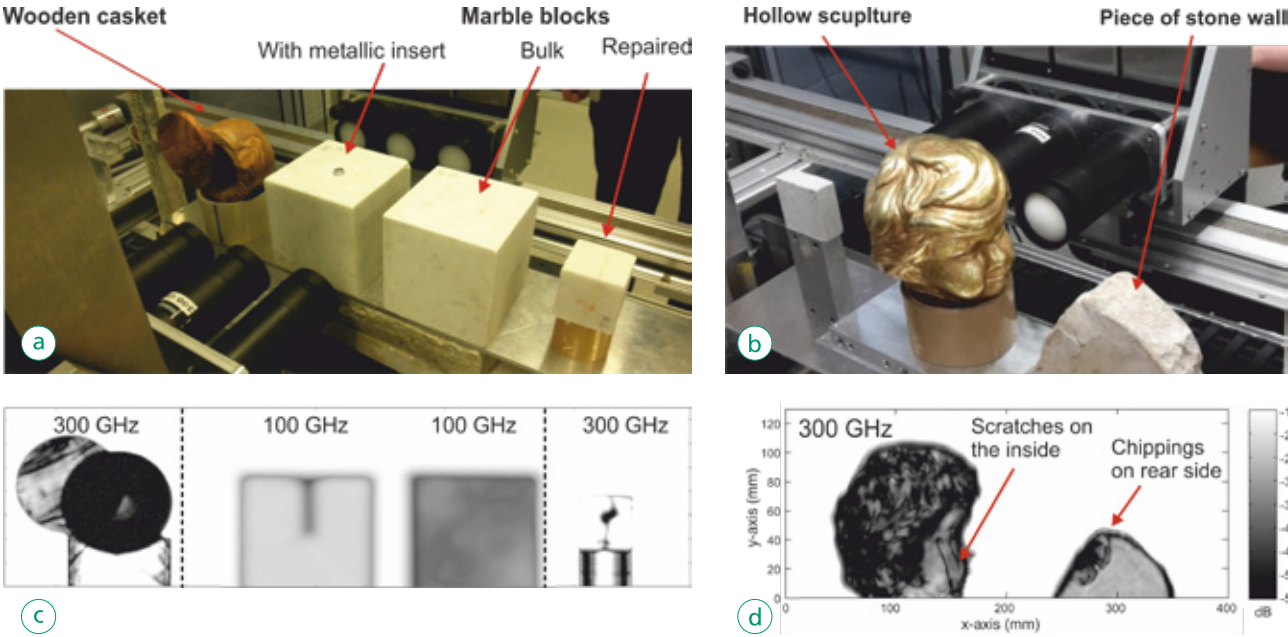 Wooden casket
Marble blocks
With metallic insert
Bulk
Repaired
a
Hollow scuplture
Piece of stone wall
b
300 GHz
100 GHz
100 GHz
300 GHz
c
300 GHz
Scratches on
the inside
Chippings
on rear side
y-axis (mm)
120
100
80
60
40
20
0
0
100
200
300
400
x-axis (mm)
dB
d